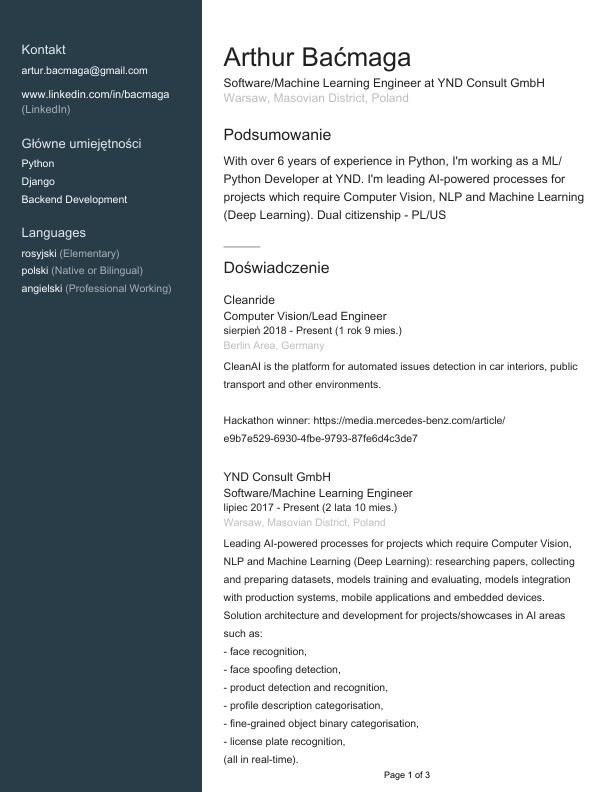 Kontakt
artur.bacmaga@gmail.com
www.linkedin.com/in/bacmaga
(LinkedIn)
Główne umiejętności
Python
Django
Backend Development
Languages
rosyjski (Elementary)
polski (Native or Bilingual)
angielski (Professional Working)
Arthur Baćmaga
Software/Machine Learning Engineer at YND Consult GmbH
Warsaw, Masovian District, Poland
Podsumowanie
With over 6 years of experience in Python, I'm working as a ML/
Python Developer at YND. I'm leading AI-powered processes for
projects which require Computer Vision, NLP and Machine Learning
(Deep Learning). Dual citizenship - PL/US
Doświadczenie
Cleanride
Computer Vision/Lead Engineer
sierpień 2018 - Present (1 rok 9 mies.)
Berlin Area, Germany
CleanAI is the platform for automated issues detection in car interiors, public
transport and other environments.
Hackathon winner: https://media.mercedes-benz.com/article/
e9b7e529-6930-4fbe-9793-87fe6d4c3de7
YND Consult GmbH
Software/Machine Learning Engineer
lipiec 2017 - Present (2 lata 10 mies.)
Warsaw, Masovian District, Poland
Leading AI-powered processes for projects which require Computer Vision,
NLP and Machine Learning (Deep Learning): researching papers, collecting
and preparing datasets, models training and evaluating, models integration
with production systems, mobile applications and embedded devices.
Solution architecture and development for projects/showcases in AI areas
such as:
- face recognition,
- face spoofing detection,
- product detection and recognition,
- profile description categorisation,
- fine-grained object binary categorisation,
- license plate recognition,
(all in real-time).
Page 1 of 3